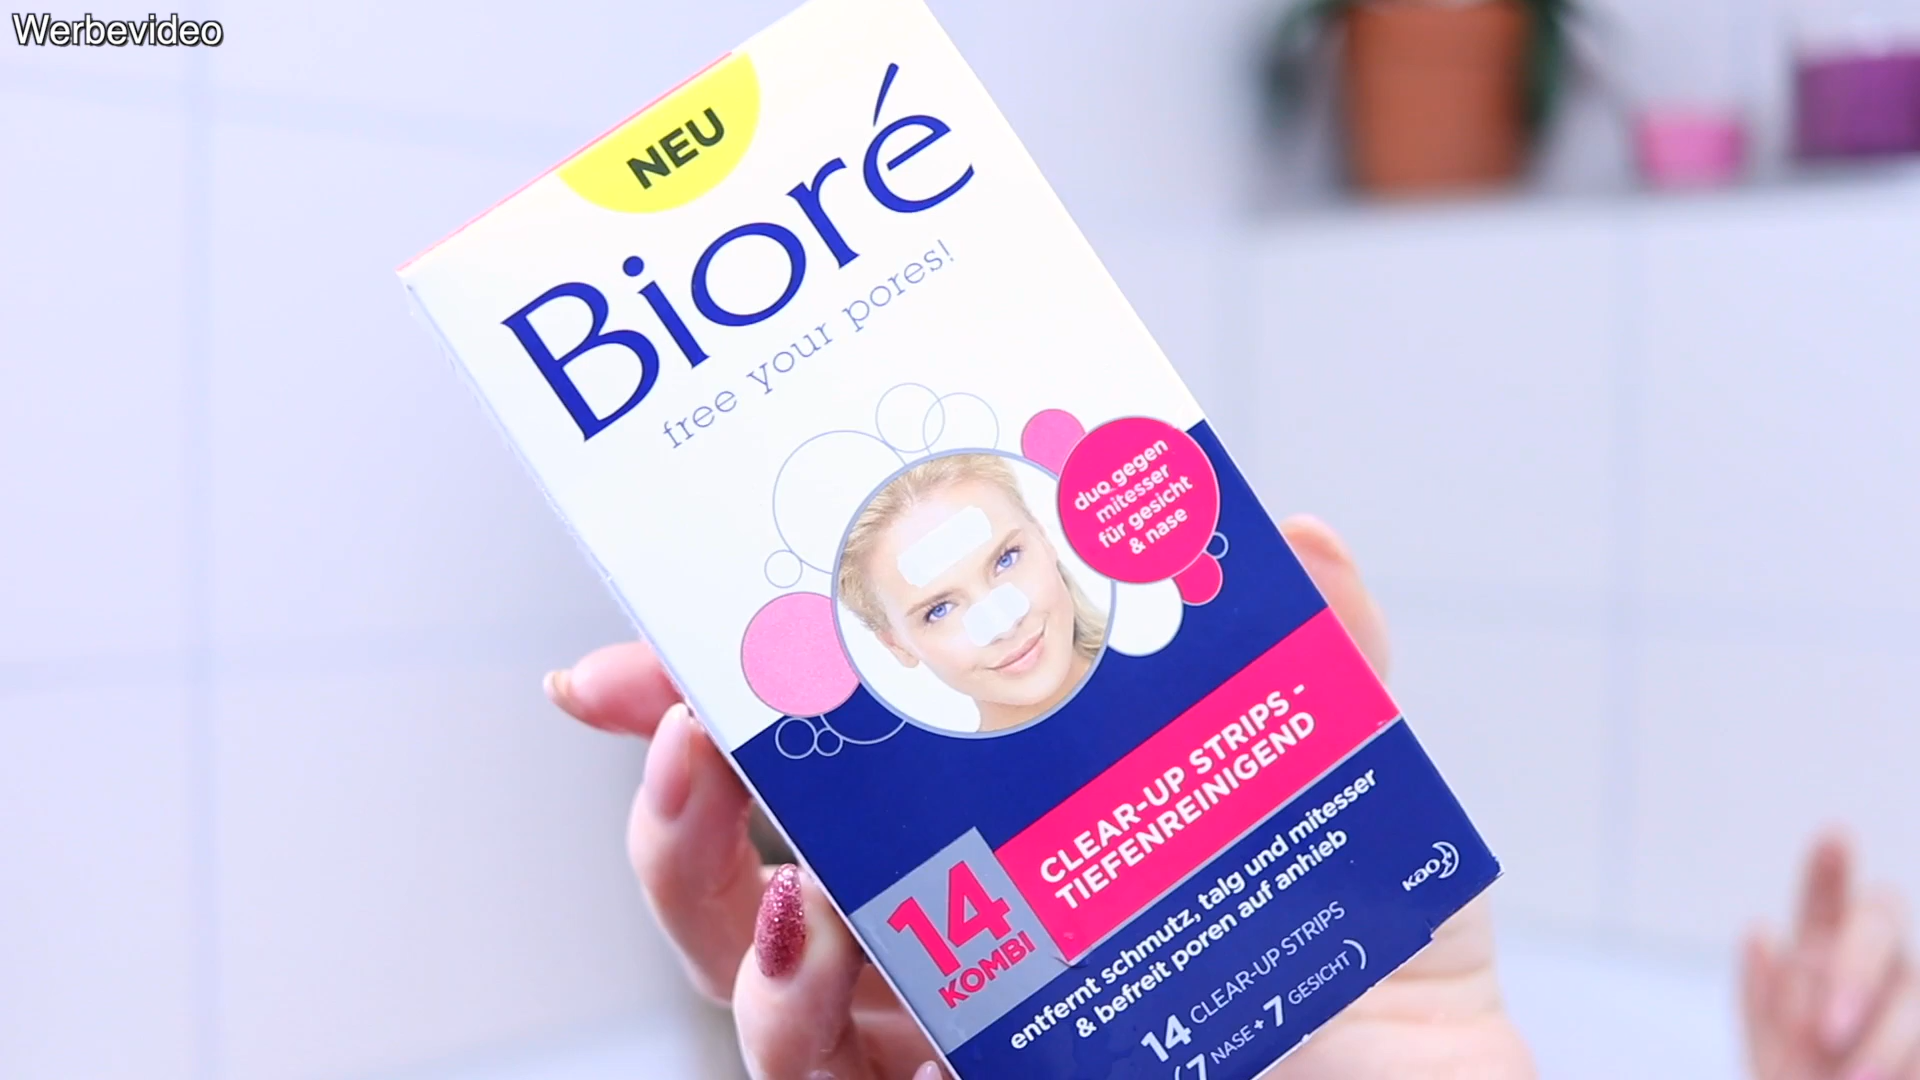 Werbevideo
NEU
Bioré
free your pores!
duo gegen
mitesser
für gesicht
& nase
CLEAR-UP STRIPS -
TIEFENREINIGEND
14
KOMBI
entfernt schmutz, talg und mitesser
& befreit poren auf anhieb
Kao
14 CLEAR-UP STRIPS
(7 NASE + 7 GESICHT)